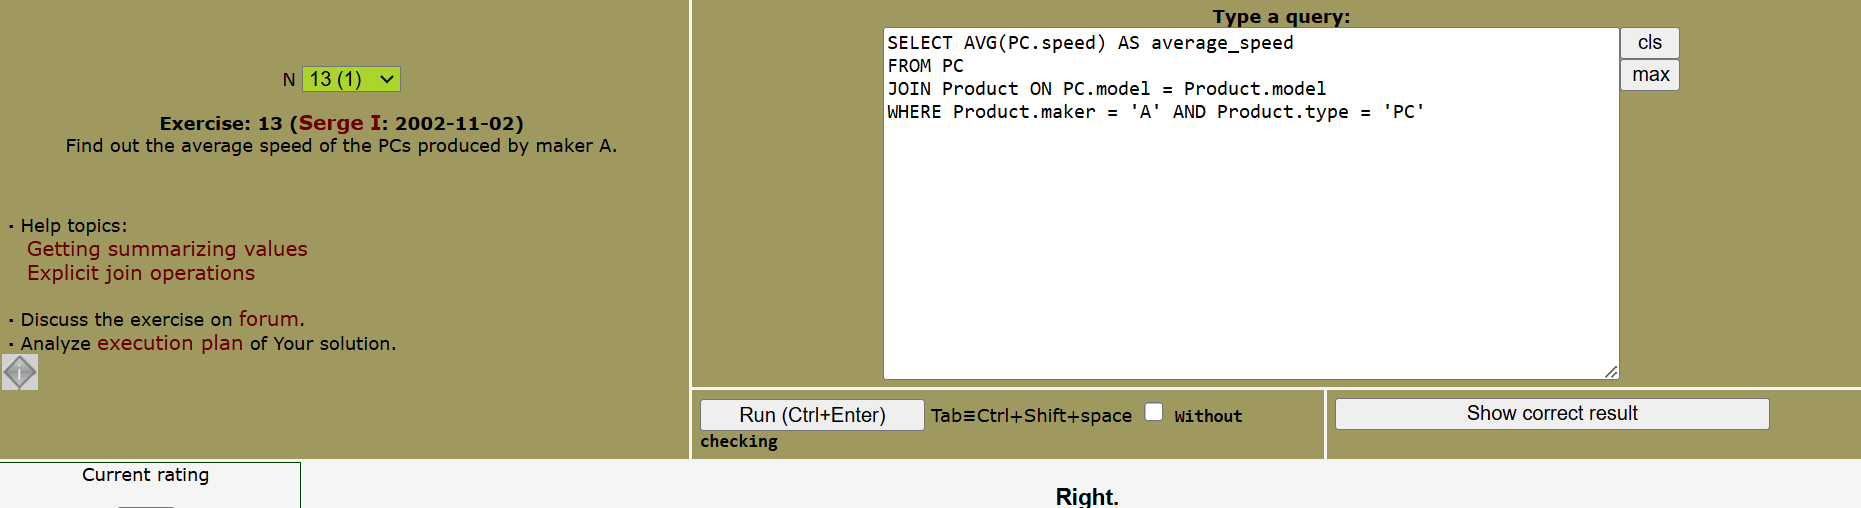 N 13 (1)
Exercise: 13 (Serge I: 2002-11-02)
Find out the average speed of the PCs produced by maker A.
· Help topics:
Getting summarizing values
Explicit join operations
· Discuss the exercise on forum.
· Analyze execution plan of Your solution.
Type a query:
SELECT AVG(PC.speed) AS average_speed
FROM PC
JOIN Product ON PC.model = Product.model
WHERE Product.maker = 'A' AND Product.type = 'PC'
cls
max
Run (Ctrl+Enter) Tab≡Ctrl+Shift+space Without
checking
Show correct result
Current rating
Right.